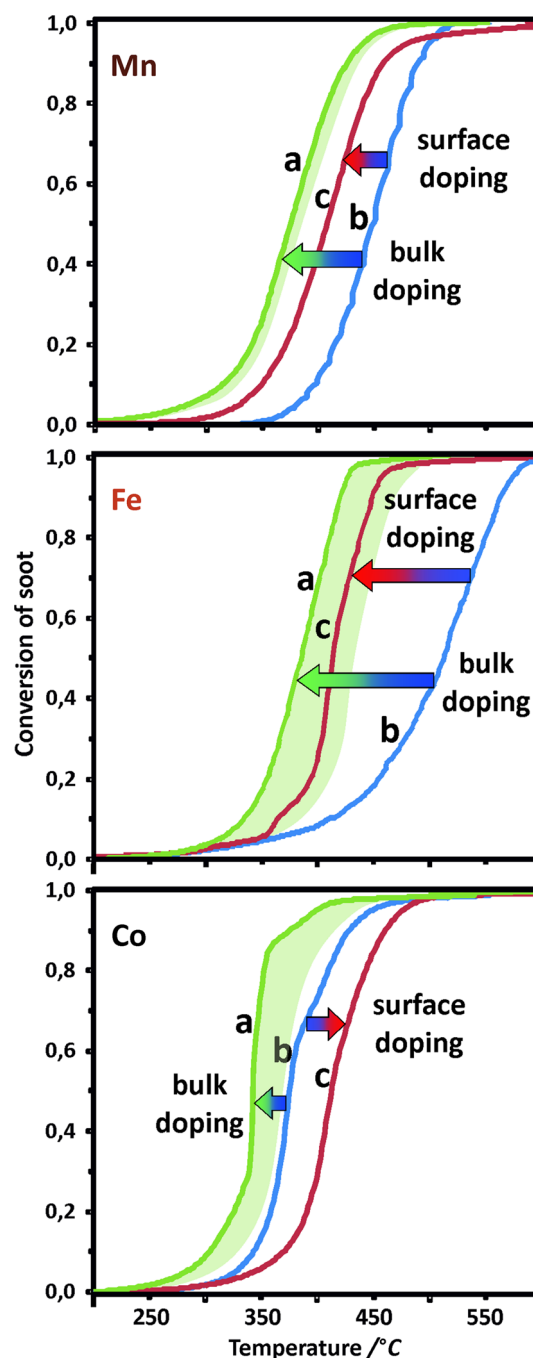 1,0
Mn
0,8
a
surface
doping
0,6
c
b
bulk
doping
0,4
0,2
0,0
1,0
Fe
surface
doping
0,8
a
0,6
c
bulk
doping
0,4
b
0,2
0,0
Conversion of soot
1,0
Co
0,8
a
surface
doping
0,6
b
c
bulk
doping
0,4
0,2
0,0
250
350
450
550
Temperature /°C